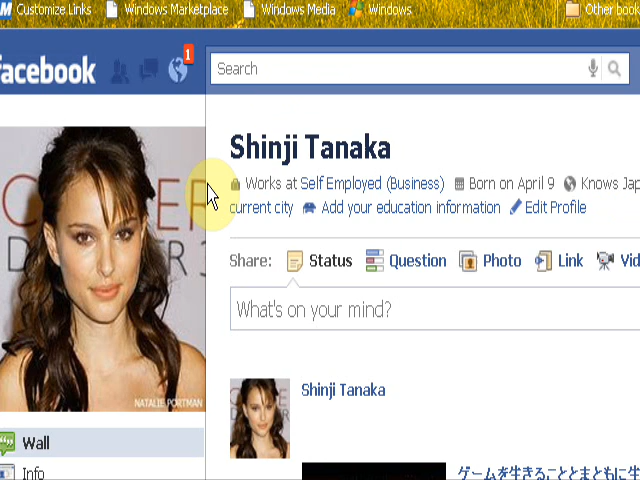 Customize Links Windows Marketplace Windows Media Windows Other book
facebook 1 Search
Shinji Tanaka
Works at Self Employed (Business) Born on April 9 Knows Jap
current city Add your education information Edit Profile
Share: Status Question Photo Link Vid
What's on your mind?
NATALIE PORTMAN
Shinji Tanaka
Wall
Info
ゲームを生きることとともに生